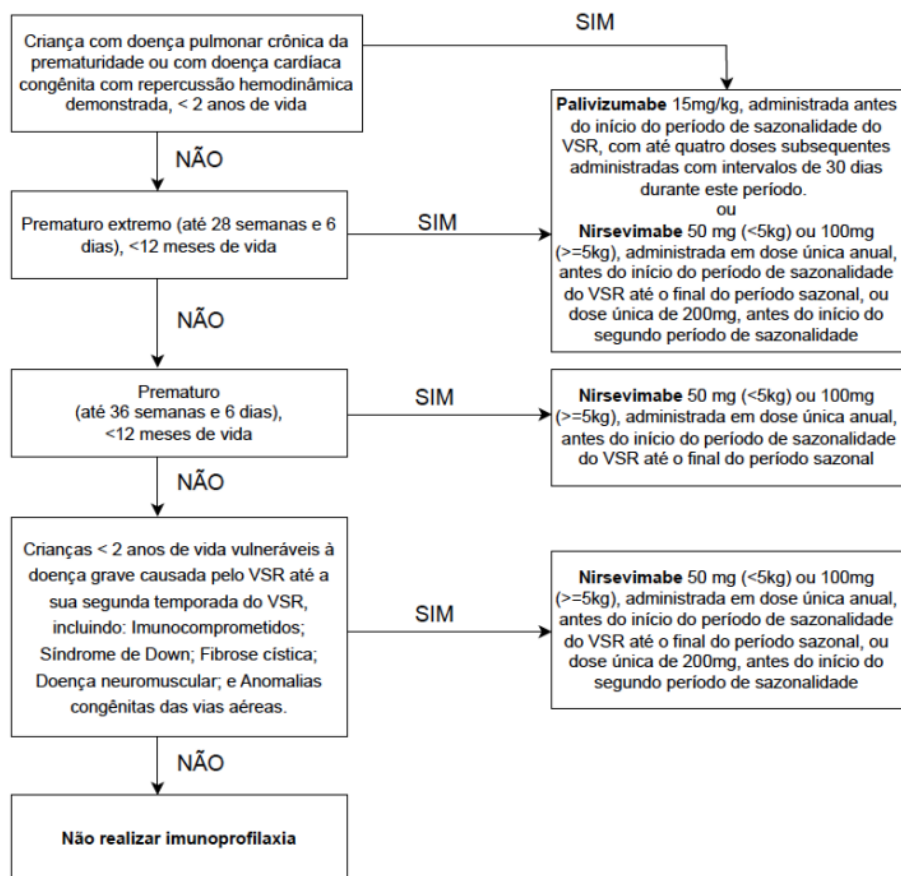 SIM
Criança com doença pulmonar crônica da
prematuridade ou com doença cardíaca
congênita com repercussão hemodinâmica
demonstrada, < 2 anos de vida
Palivizumabe 15mg/kg, administrada antes
do início do período de sazonalidade do
VSR, com até quatro doses subsequentes
administradas com intervalos de 30 dias
durante este período.
ou
Nirsevimabe 50 mg (<5kg) ou 100mg
(>=5kg), administrada em dose única anual,
antes do início do período de sazonalidade
do VSR até o final do período sazonal, ou
dose única de 200mg, antes do início do
segundo período de sazonalidade
NÃO
Prematuro extremo (até 28 semanas e 6
dias), <12 meses de vida
SIM
NÃO
Prematuro
(até 36 semanas e 6 dias),
<12 meses de vida
SIM
Nirsevimabe 50 mg (<5kg) ou 100mg
(>=5kg), administrada em dose única anual,
antes do início do período de sazonalidade
do VSR até o final do período sazonal
NÃO
Crianças < 2 anos de vida vulneráveis à
doença grave causada pelo VSR até a
sua segunda temporada do VSR,
incluindo: Imunocomprometidos;
Síndrome de Down; Fibrose cística;
Doença neuromuscular; e Anomalias
congênitas das vias aéreas.
SIM
Nirsevimabe 50 mg (<5kg) ou 100mg
(>=5kg), administrada em dose única anual,
antes do início do período de sazonalidade
do VSR até o final do período sazonal, ou
dose única de 200mg, antes do início do
segundo período de sazonalidade
NÃO
Não realizar imunoprofilaxia